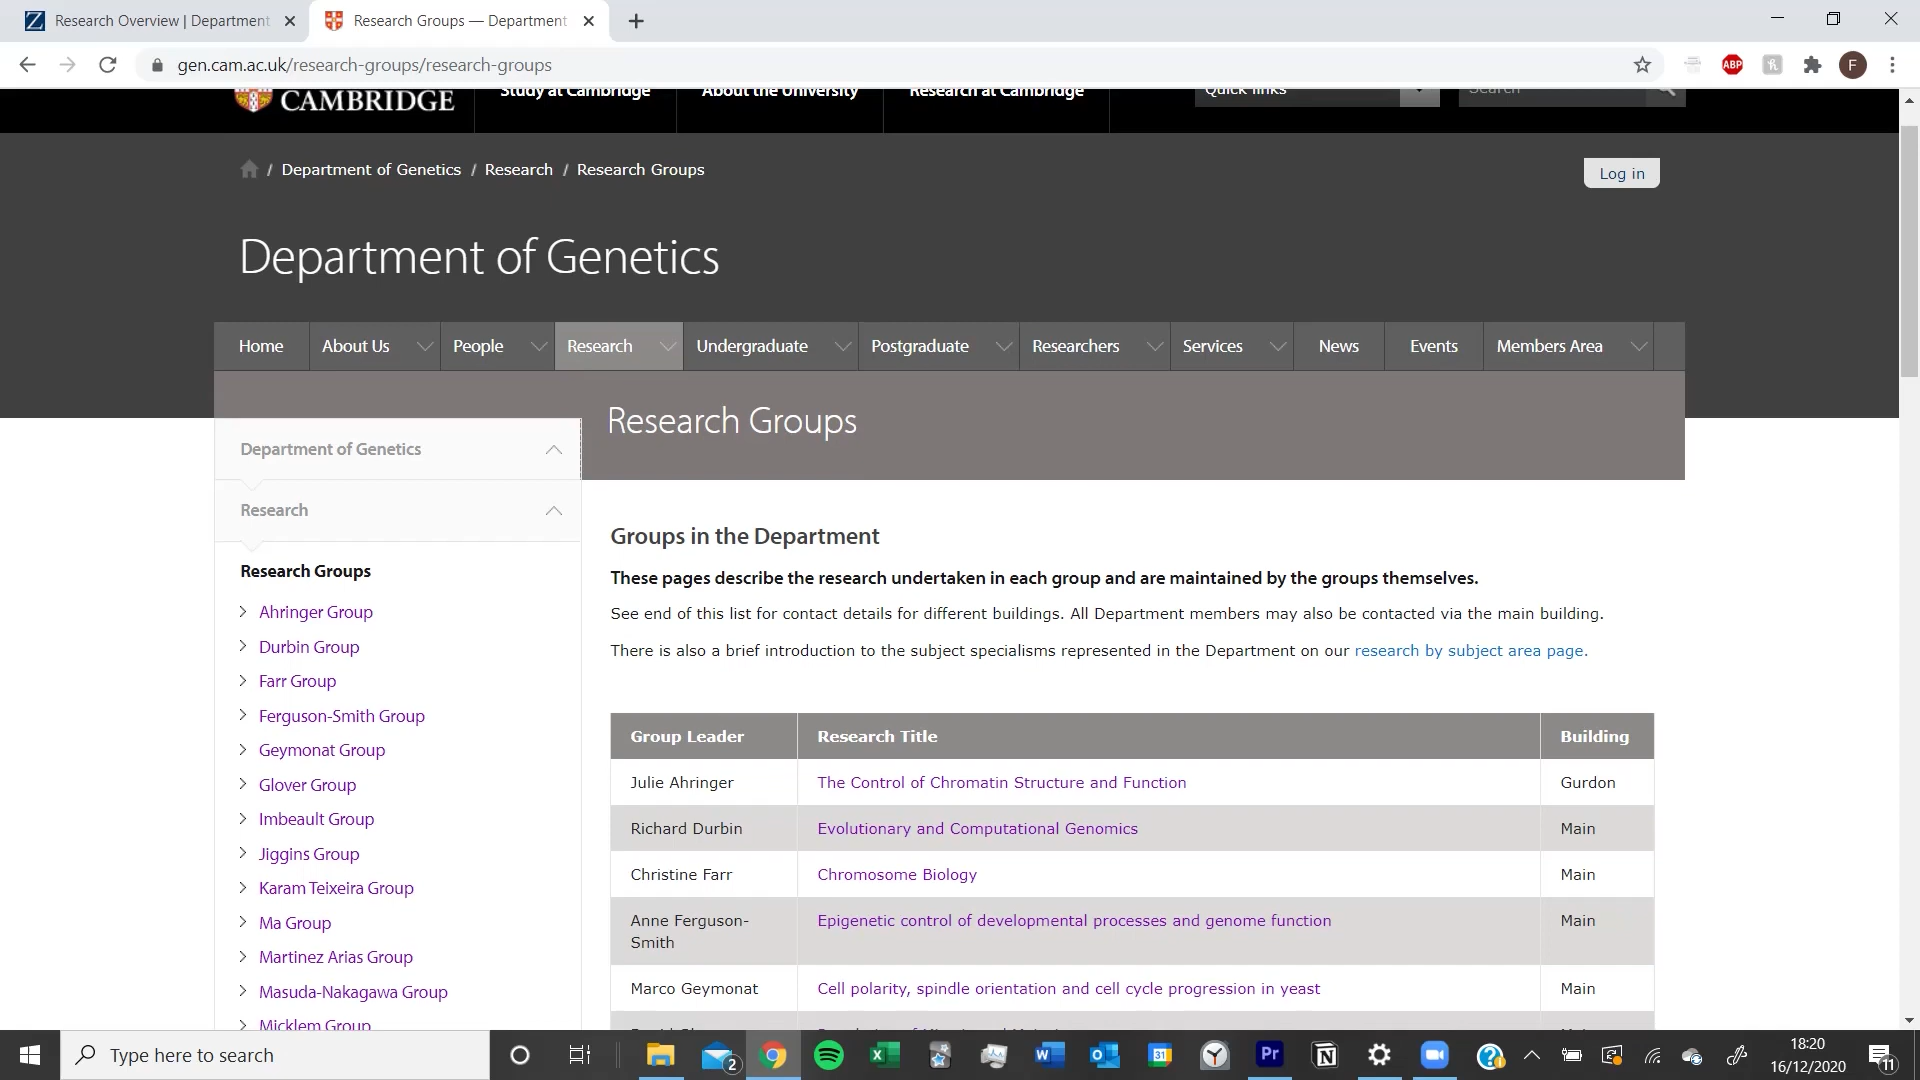 Research Overview | Department
Research Groups — Department
gen.cam.ac.uk/research-groups/research-groups
ABP
F
CAMBRIDGE
Study at Cambridge
About the University
Research at Cambridge
Quick links
Search
/ Department of Genetics / Research / Research Groups
Log in
Department of Genetics
Home
About Us
People
Research
Undergraduate
Postgraduate
Researchers
Services
News
Events
Members Area
Research Groups
Department of Genetics
Research
Research Groups
Ahringer Group
Durbin Group
Farr Group
Ferguson-Smith Group
Geymonat Group
Glover Group
Imbeault Group
Jiggins Group
Karam Teixeira Group
Ma Group
Martinez Arias Group
Masuda-Nakagawa Group
Micklem Group
Groups in the Department
These pages describe the research undertaken in each group and are maintained by the groups themselves.
See end of this list for contact details for different buildings. All Department members may also be contacted via the main building.
There is also a brief introduction to the subject specialisms represented in the Department on our research by subject area page.
Group Leader Research Title Building
Julie Ahringer The Control of Chromatin Structure and Function Gurdon
Richard Durbin Evolutionary and Computational Genomics Main
Christine Farr Chromosome Biology Main
Anne Ferguson- Epigenetic control of developmental processes and genome function Main
Smith
Marco Geymonat Cell polarity, spindle orientation and cell cycle progression in yeast Main
Type here to search
2
31
Pr
18:20
16/12/2020
11